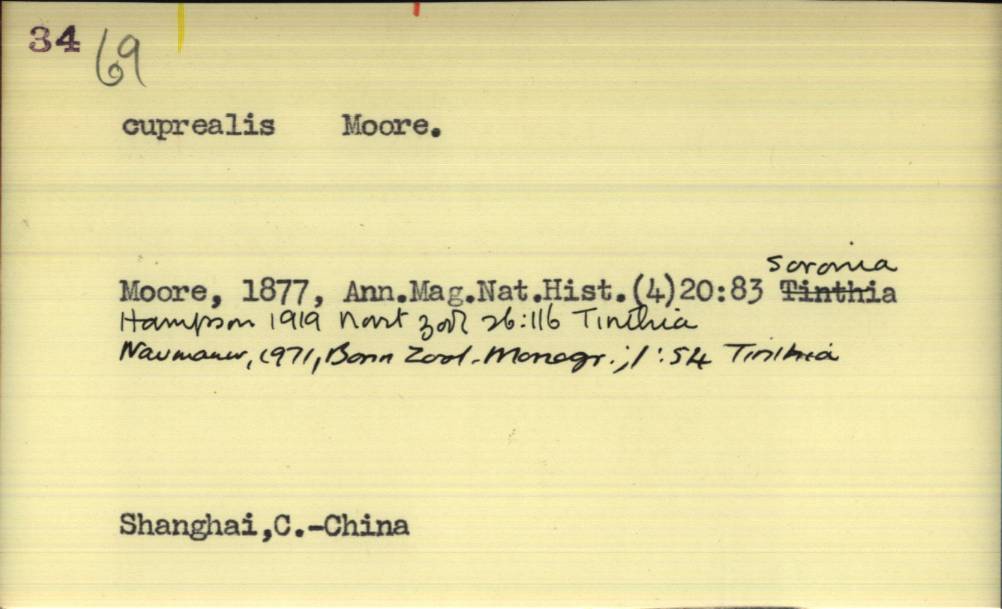 34 69
cuprealis Moore.
soronia
Moore, 1877, Ann.Mag.Nat.Hist.(4)20:83 Tinthia
Hampson 1919 Novit zool 26:116 Tinthia
Naumann, 1971, Bonn Zool. Monogr.; 1:54 Tinthia
Shanghai,C.-China